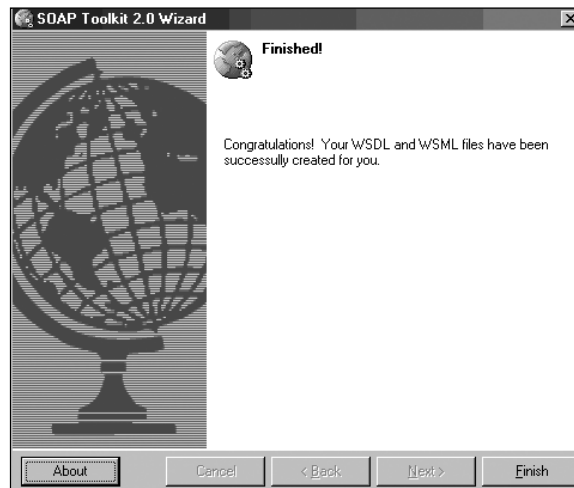 SOAP Toolkit 2.0 Wizard
Finished!
Congratulations! Your WSDL and WSML files have been
successully created for you.
About
Cancel
< Back
Next >
Finish